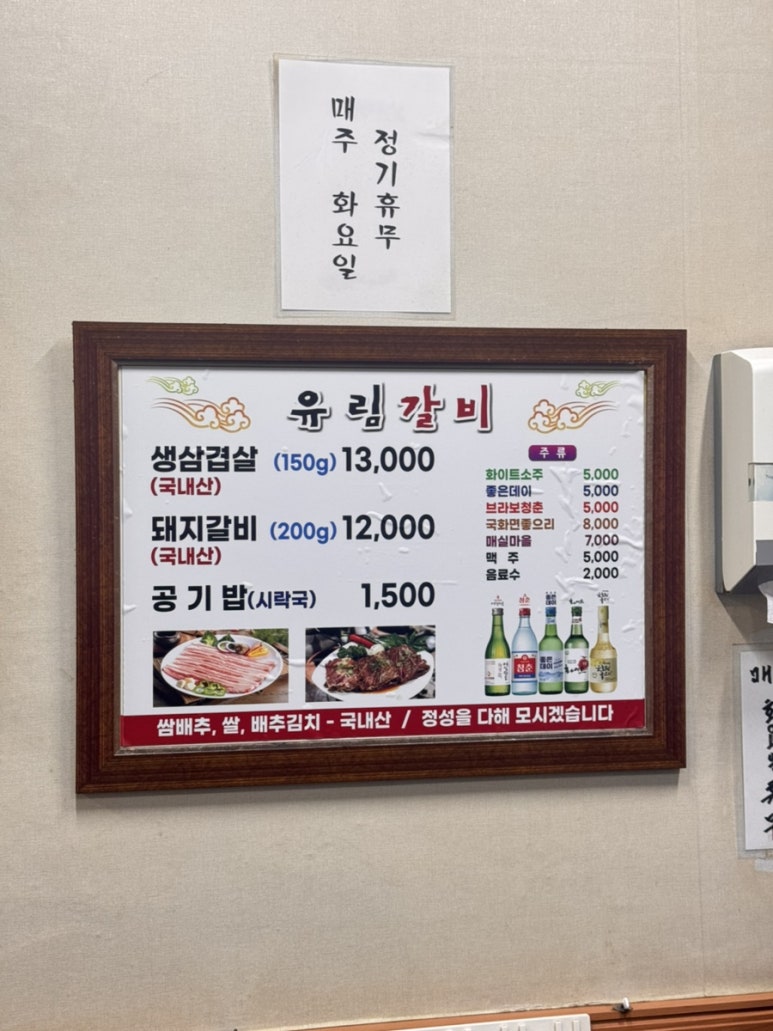 정기휴무
매주 화요일
유림갈비
생삼겹살 (150g) 13,000
(국내산)
돼지갈비 (200g) 12,000
(국내산)
공기밥(시락국) 1,500
주류
화이트소주 5,000
좋은데이 5,000
브라보청춘 5,000
국화면좋으리 8,000
매실마을 7,000
맥주 5,000
음료수 2,000
청춘
좋은데이
쌈배추, 쌀, 배추김치 - 국내산 / 정성을 다해 모시겠습니다
매